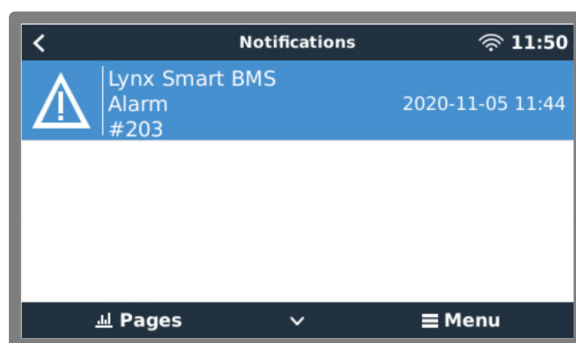 Notifications
11:50
Lynx Smart BMS
Alarm
2020-11-05 11:44
#203
Pages
Menu